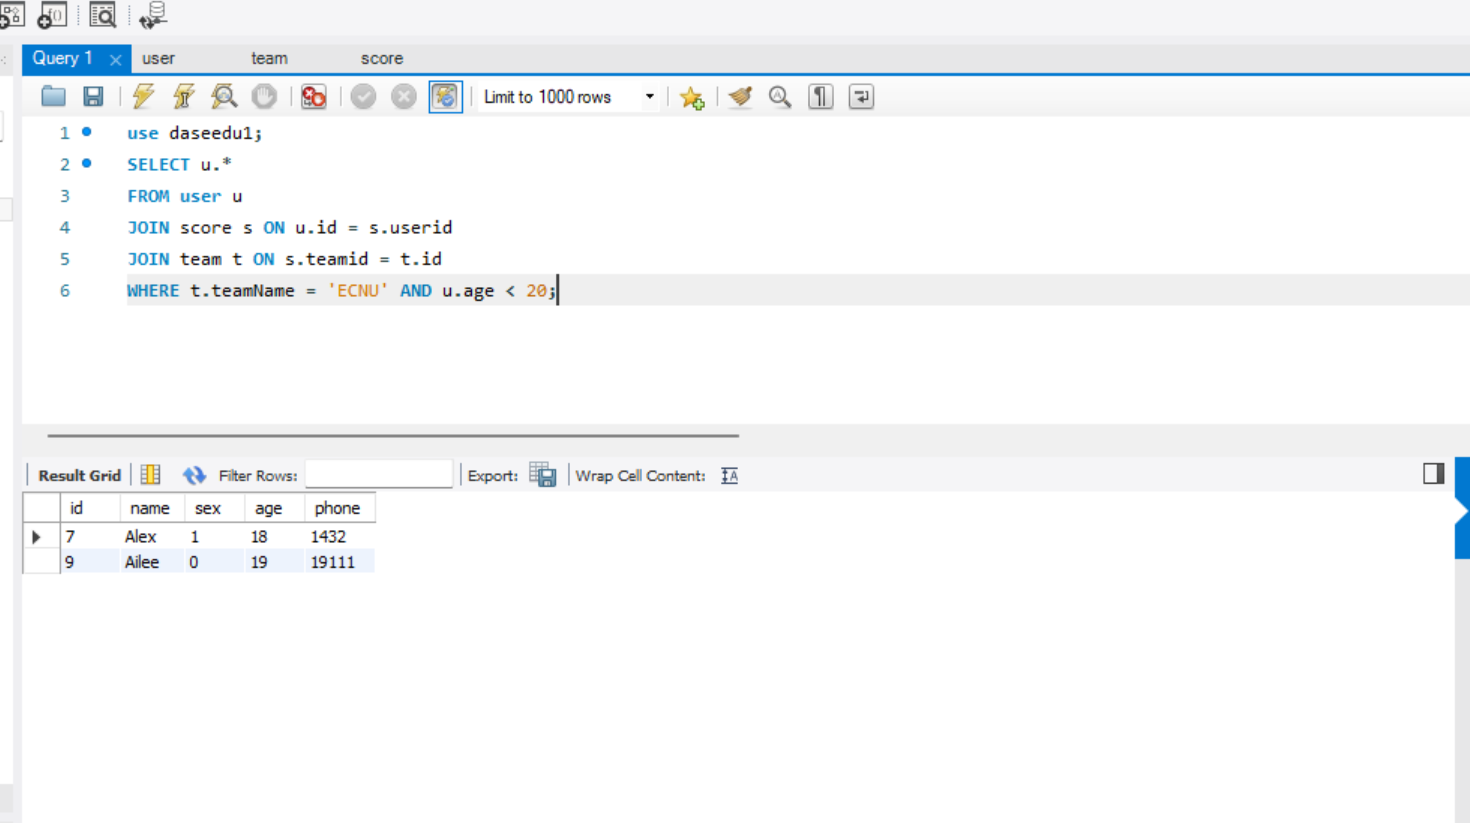 Query 1 user team score
Limit to 1000 rows
1 use daseedu1;
2 SELECT u.*
3 FROM user u
4 JOIN score s ON u.id = s.userid
5 JOIN team t ON s.teamid = t.id
6 WHERE t.teamName = 'ECNU' AND u.age < 20;
Result Grid Filter Rows: Export: Wrap Cell Content:
id name sex age phone
7 Alex 1 18 1432
9 Ailee 0 19 19111